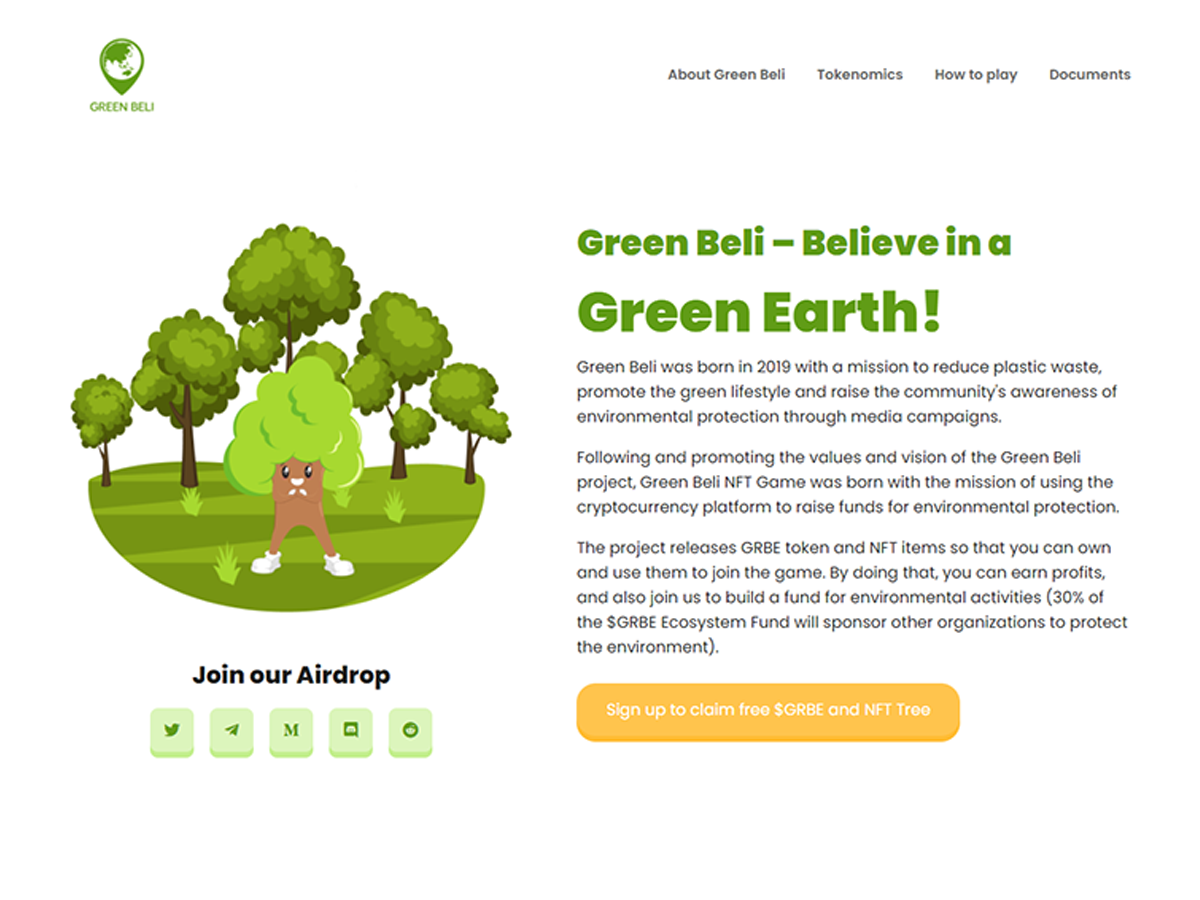 GREEN BELI
About Green Beli
Tokenomics
How to play
Documents
Green Beli – Believe in a
Green Earth!
Green Beli was born in 2019 with a mission to reduce plastic waste,
promote the green lifestyle and raise the community's awareness of
environmental protection through media campaigns.
Following and promoting the values and vision of the Green Beli
project, Green Beli NFT Game was born with the mission of using the
cryptocurrency platform to raise funds for environmental protection.
The project releases GRBE token and NFT items so that you can own
and use them to join the game. By doing that, you can earn profits,
and also join us to build a fund for environmental activities (30% of
the $GRBE Ecosystem Fund will sponsor other organizations to protect
the environment).
Sign up to claim free $GRBE and NFT Tree
Join our Airdrop